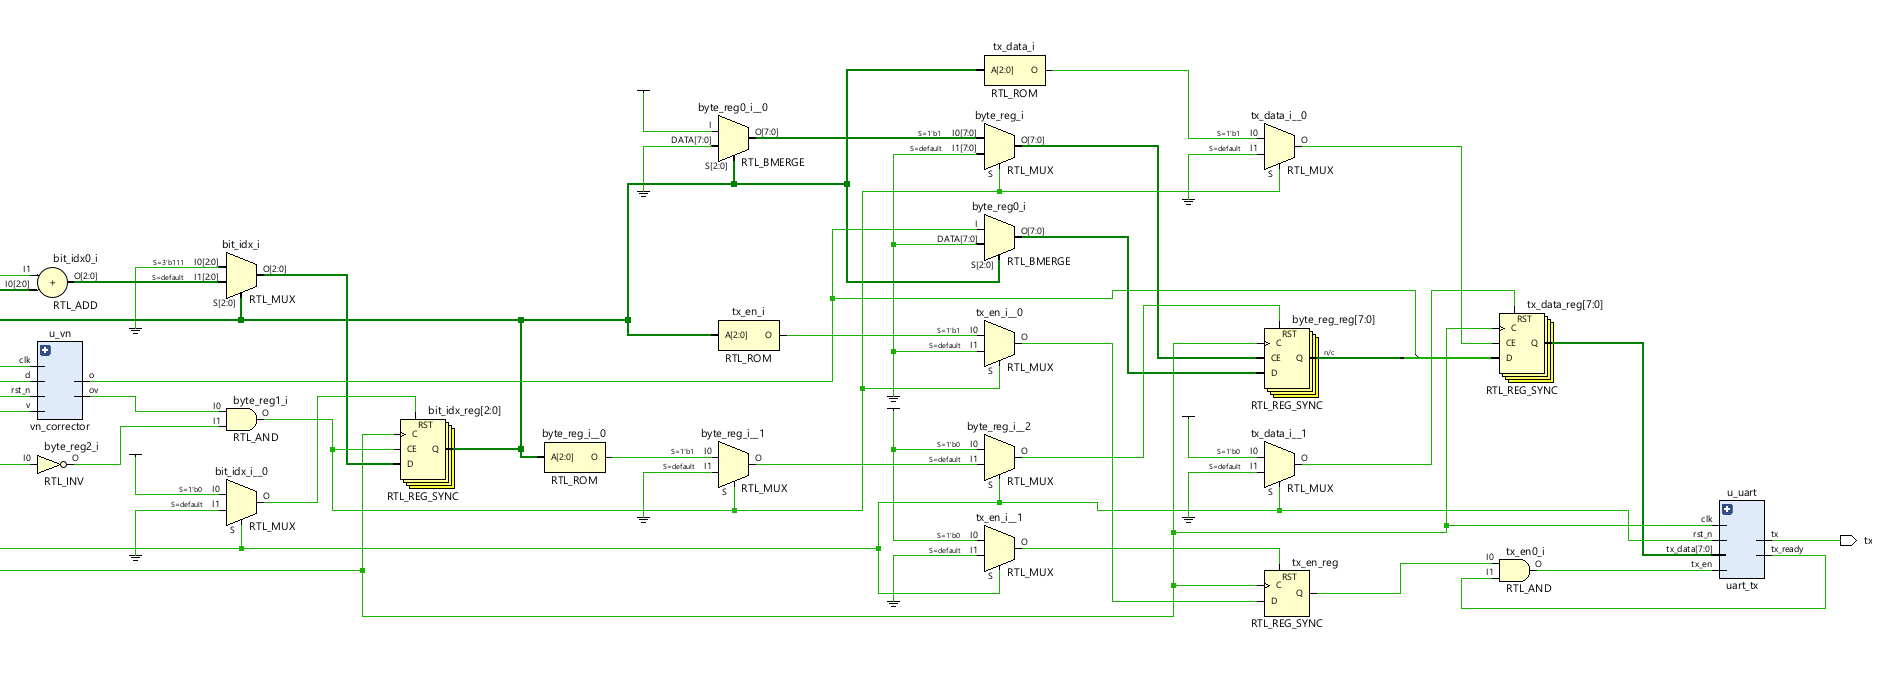 tx_data_i
A[2:0] O
RTL_ROM
byte_reg0_i__0
I
DATA[7:0]
O[7:0]
S[2:0]
RTL_BMERGE
byte_reg_i
S=1'b1 I0[7:0]
S=default I1[7:0]
O[7:0]
S
RTL_MUX
tx_data_i__0
S=1'b1 I0
S=default I1
O
S
RTL_MUX
byte_reg0_i
I
DATA[7:0]
O[7:0]
S[2:0]
RTL_BMERGE
bit_idx0_i
I1
I0[2:0]
+
O[2:0]
RTL_ADD
bit_idx_i
S=3'b111 I0[2:0]
S=default I1[2:0]
O[2:0]
S[2:0]
RTL_MUX
tx_en_i
A[2:0] O
RTL_ROM
tx_en_i__0
S=1'b1 I0
S=default I1
O
S
RTL_MUX
byte_reg_reg[7:0]
RST
C
CE Q
D
n/c
RTL_REG_SYNC
tx_data_reg[7:0]
RST
C
CE Q
D
RTL_REG_SYNC
u_vn
clk
d
rst_n
v
o
ov
vn_corrector
byte_reg1_i
I0
I1
O
RTL_AND
byte_reg2_i
I0
O
RTL_INV
bit_idx_i__0
S=1'b0 I0
S=default I1
O
S
RTL_MUX
bit_idx_reg[2:0]
RST
C
CE Q
D
RTL_REG_SYNC
byte_reg_i__0
A[2:0] O
RTL_ROM
byte_reg_i__1
S=1'b1 I0
S=default I1
O
S
RTL_MUX
byte_reg_i__2
S=1'b0 I0
S=default I1
O
S
RTL_MUX
tx_data_i__1
S=1'b0 I0
S=default I1
O
S
RTL_MUX
tx_en_i__1
S=1'b0 I0
S=default I1
O
S
RTL_MUX
tx_en_reg
RST
C
Q
D
RTL_REG_SYNC
tx_en0_i
I0
I1
O
RTL_AND
u_uart
clk
rst_n
tx_data[7:0]
tx_en
tx
tx_ready
uart_tx
tx